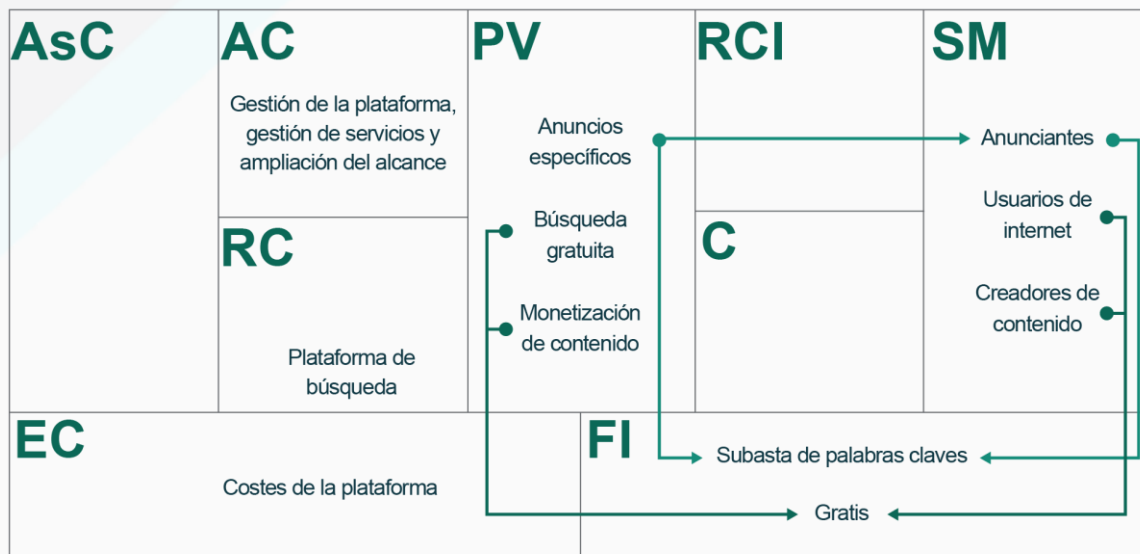 AsC
AC
Gestión de la plataforma,
gestión de servicios y
ampliación del alcance
RC
Plataforma de
búsqueda
PV
Anuncios
específicos
Búsqueda
gratuita
Monetización
de contenido
RCI
C
SM
Anunciantes
Usuarios de
internet
Creadores de
contenido
EC
Costes de la plataforma
FI
Subasta de palabras claves
Gratis